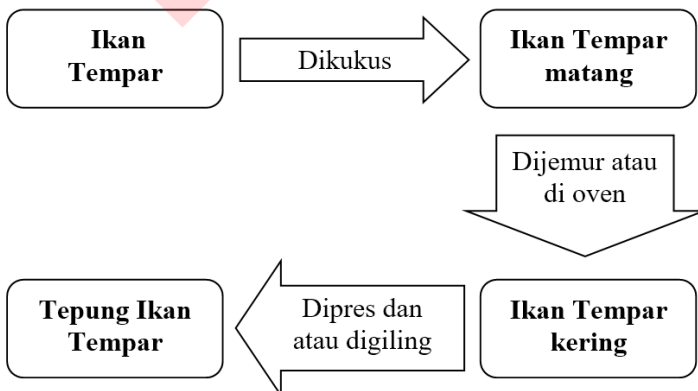 Ikan
Tempar
Dikukus
Ikan Tempar
matang
Dijemur atau
di oven
Ikan Tempar
kering
Dipres dan
atau digiling
Tepung Ikan
Tempar